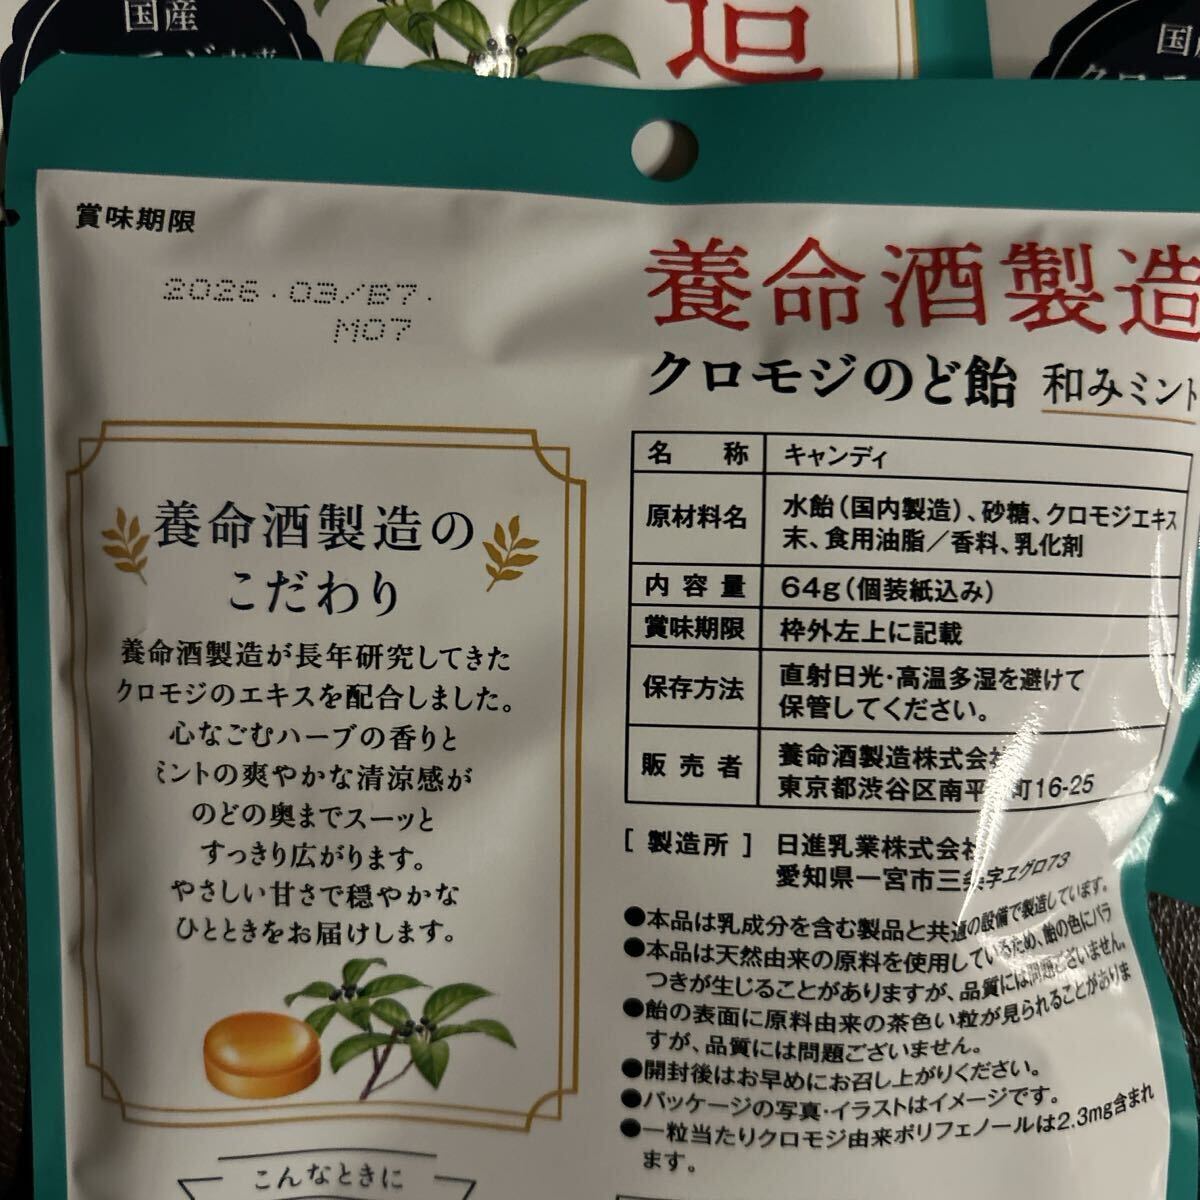 国産
造
国
賞味期限
2026.03/B7.
M07
養命酒製造
クロモジのど飴 和みミント
名称 キャンディ
原材料名 水飴(国内製造)、砂糖、クロモジエキス
末、食用油脂/香料、乳化剤
内容量 64g(個装紙込み)
賞味期限 枠外左上に記載
保存方法 直射日光・高温多湿を避けて
保管してください。
販売者 養命酒製造株式会社
東京都渋谷区南平 町16-25
[製造所] 日進乳業株式会社
愛知県一宮市三条字ヱグロ73
●本品は乳成分を含む製品と共通の設備で製造しています。
●本品は天然由来の原料を使用しているため、飴の色にバラ
つきが生じることがありますが、品質には問題ございません。
●飴の表面に原料由来の茶色い粒が見られることがありま
すが、品質には問題ございません。
●開封後はお早めにお召し上がりください。
●パッケージの写真・イラストはイメージです。
●一粒当たりクロモジ由来ポリフェノールは2.3mg含まれ
ます。
養命酒製造の
こだわり
養命酒製造が長年研究してきた
クロモジのエキスを配合しました。
心なごむハーブの香りと
ミントの爽やかな清涼感が
のどの奥までスーッと
すっきり広がります。
やさしい甘さで穏やかな
ひとときをお届けします。
こんなときに